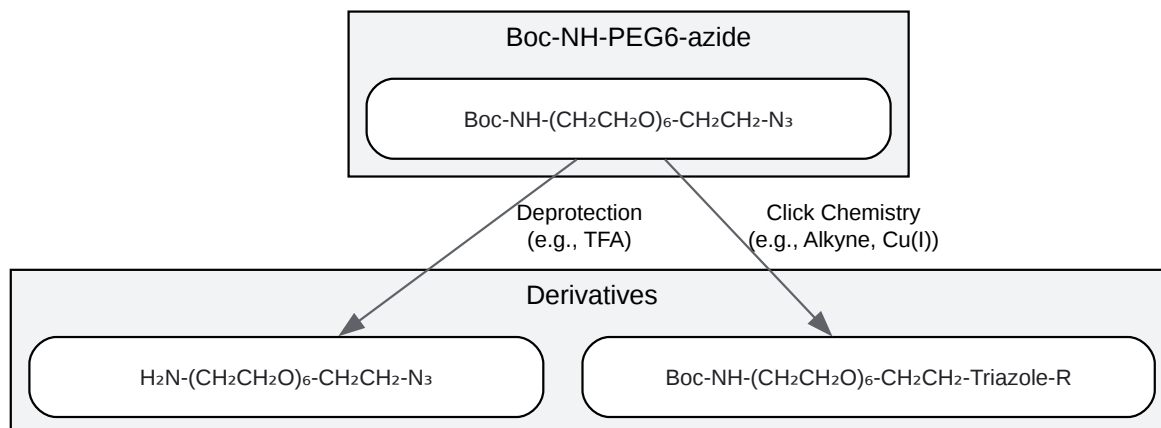 Boc-NH-PEG6-azide
Boc-NH-(CH₂CH₂O)₆-CH₂CH₂-N₃
Deprotection
(e.g., TFA)
Click Chemistry
(e.g., Alkyne, Cu(I))
Derivatives
H₂N-(CH₂CH₂O)₆-CH₂CH₂-N₃
Boc-NH-(CH₂CH₂O)₆-CH₂CH₂-Triazole-R